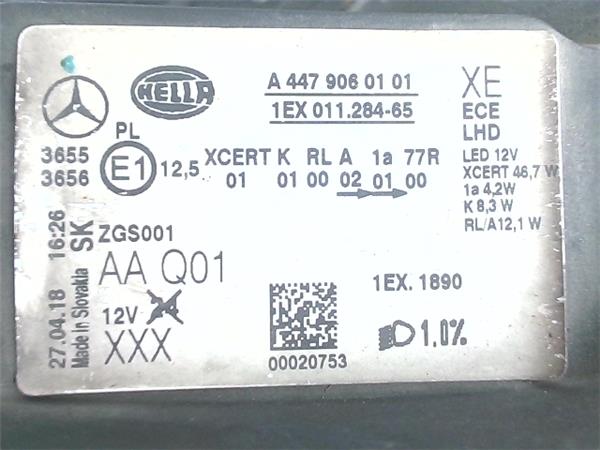 HELLA
A 447 906 01 01
1EX 011.284-65
XE
ECE
LHD
LED 12V
XCERT 46,7 W
1a 4,2W
K 8,3 W
RL/A12,1 W
PL
3655
3656
E1
12,5
XCERT K RL A 1a 77R
01 01 00 02 01 00
27.04.18 16:26
Made in Slovakia SK
ZGS001
AA Q01
12V
XXX
00020753
1EX. 1890
1,0%